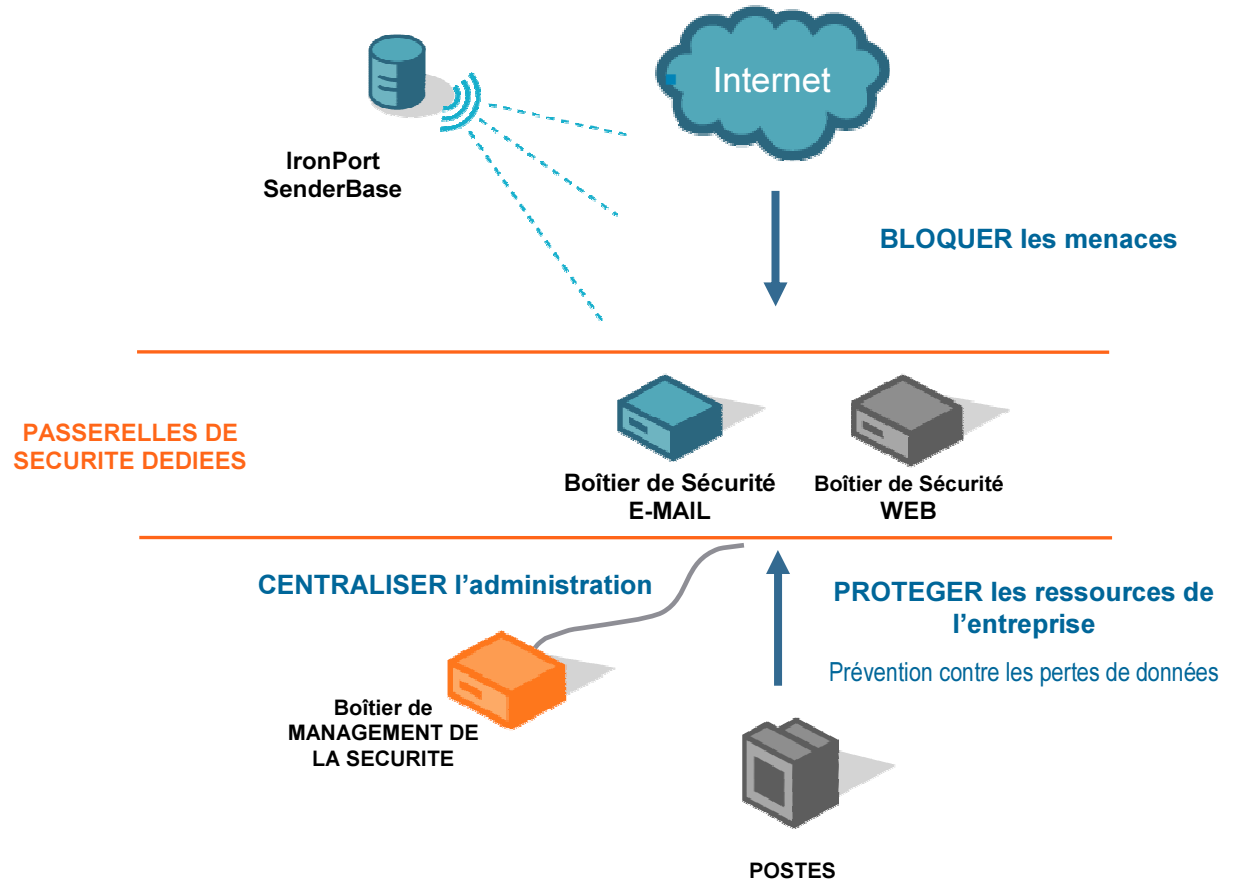 Internet
IronPort
SenderBase
BLOQUER les menaces
PASSERELLES DE
SECURITE DEDIEES
Boîtier de Sécurité
E-MAIL
Boîtier de Sécurité
WEB
CENTRALISER l’administration
PROTEGER les ressources de
l’entreprise
Prévention contre les pertes de données
Boîtier de
MANAGEMENT DE
LA SECURITE
POSTES